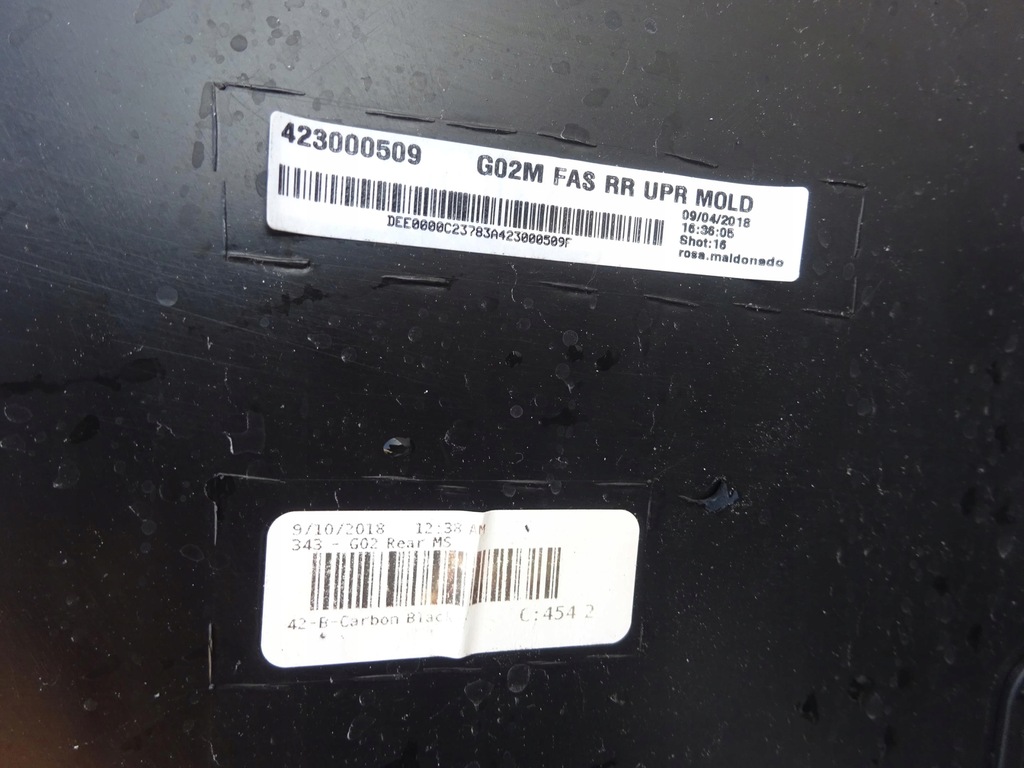 423000509 G02M FAS RR UPR MOLD
DEE0000C23783A423000509F
09/04/2018
16:36:05
Shot:16
rosa.maldonado
9/10/2018 12:38 AM
343 - G02 Rear MS
42-B-Carbon Black C:454 2